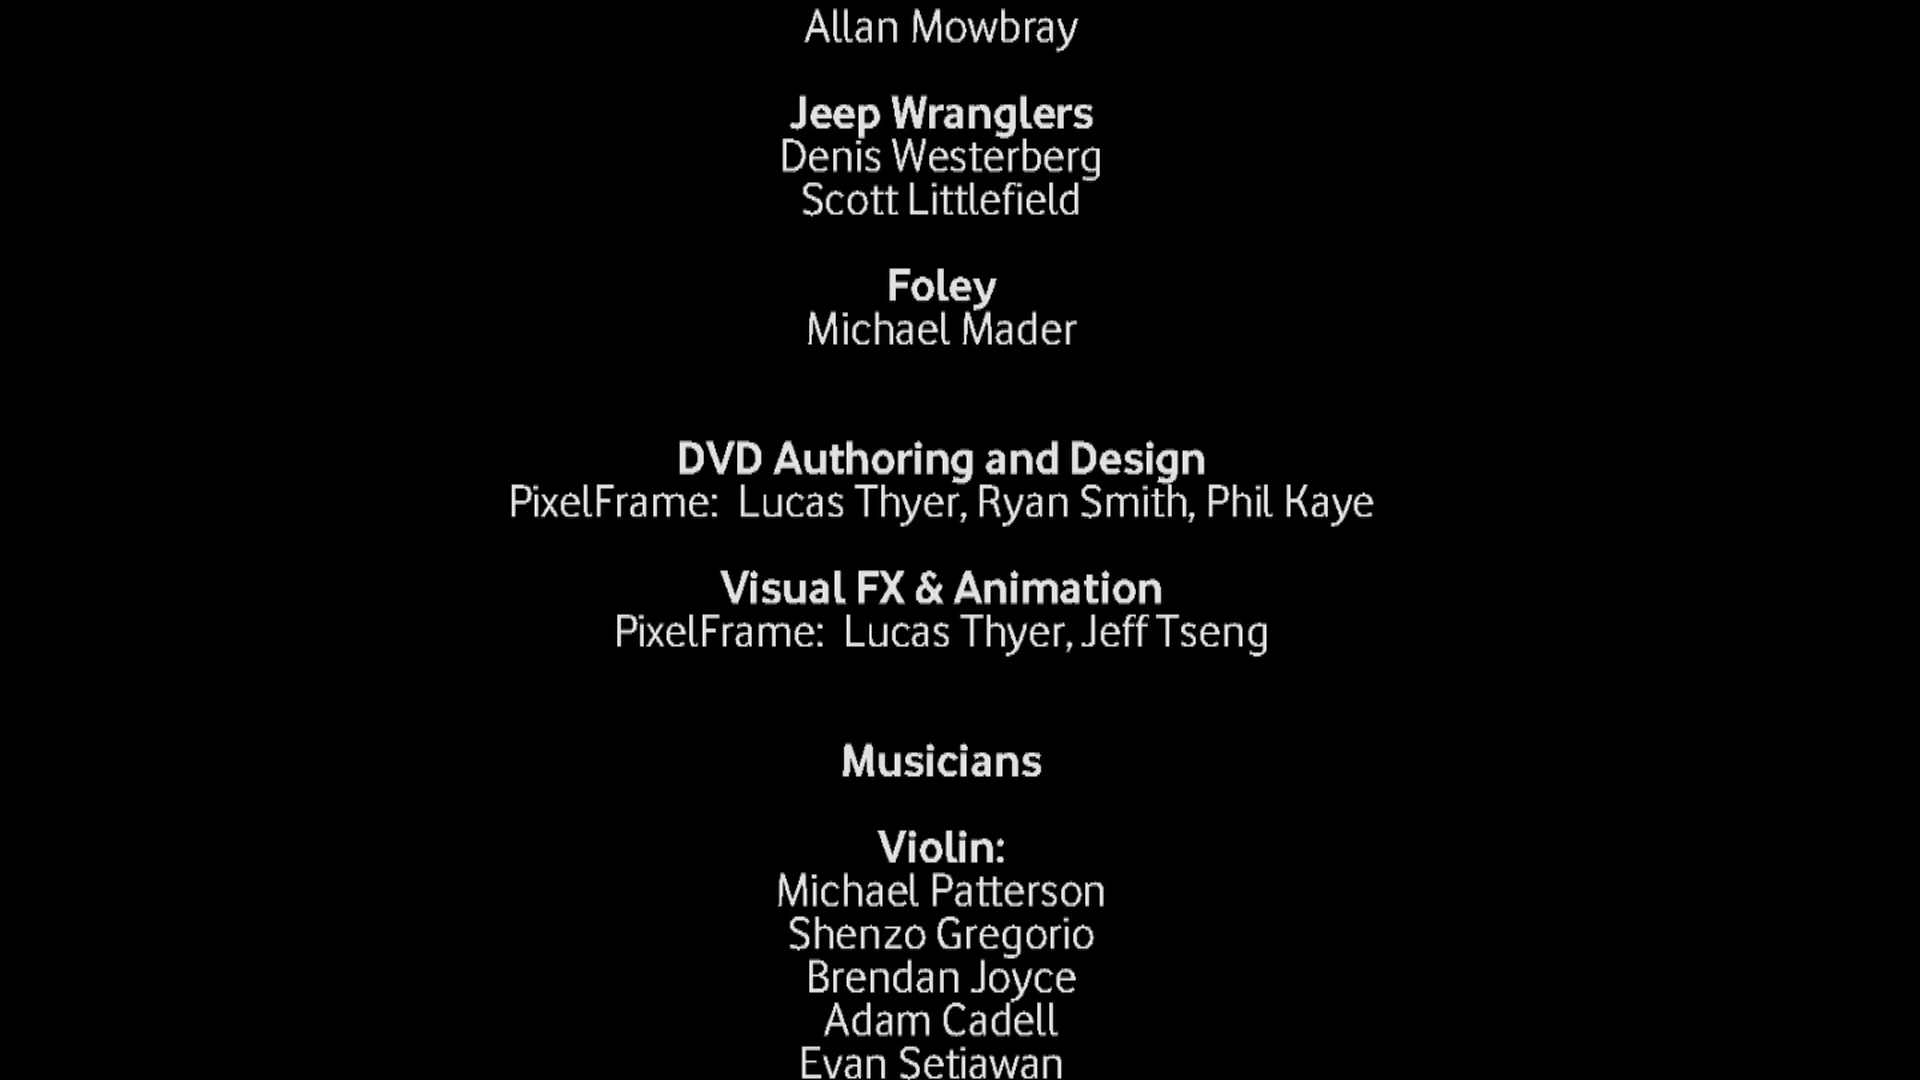 Allan Mowbray
Jeep Wranglers
Denis Westerberg
Scott Littlefield
Foley
Michael Mader
DVD Authoring and Design
PixelFrame:  Lucas Thyer, Ryan Smith, Phil Kaye
Visual FX & Animation
PixelFrame:  Lucas Thyer, Jeff Tseng
Musicians
Violin:
Michael Patterson
Shenzo Gregorio
Brendan Joyce
Adam Cadell
Evan Setiawan